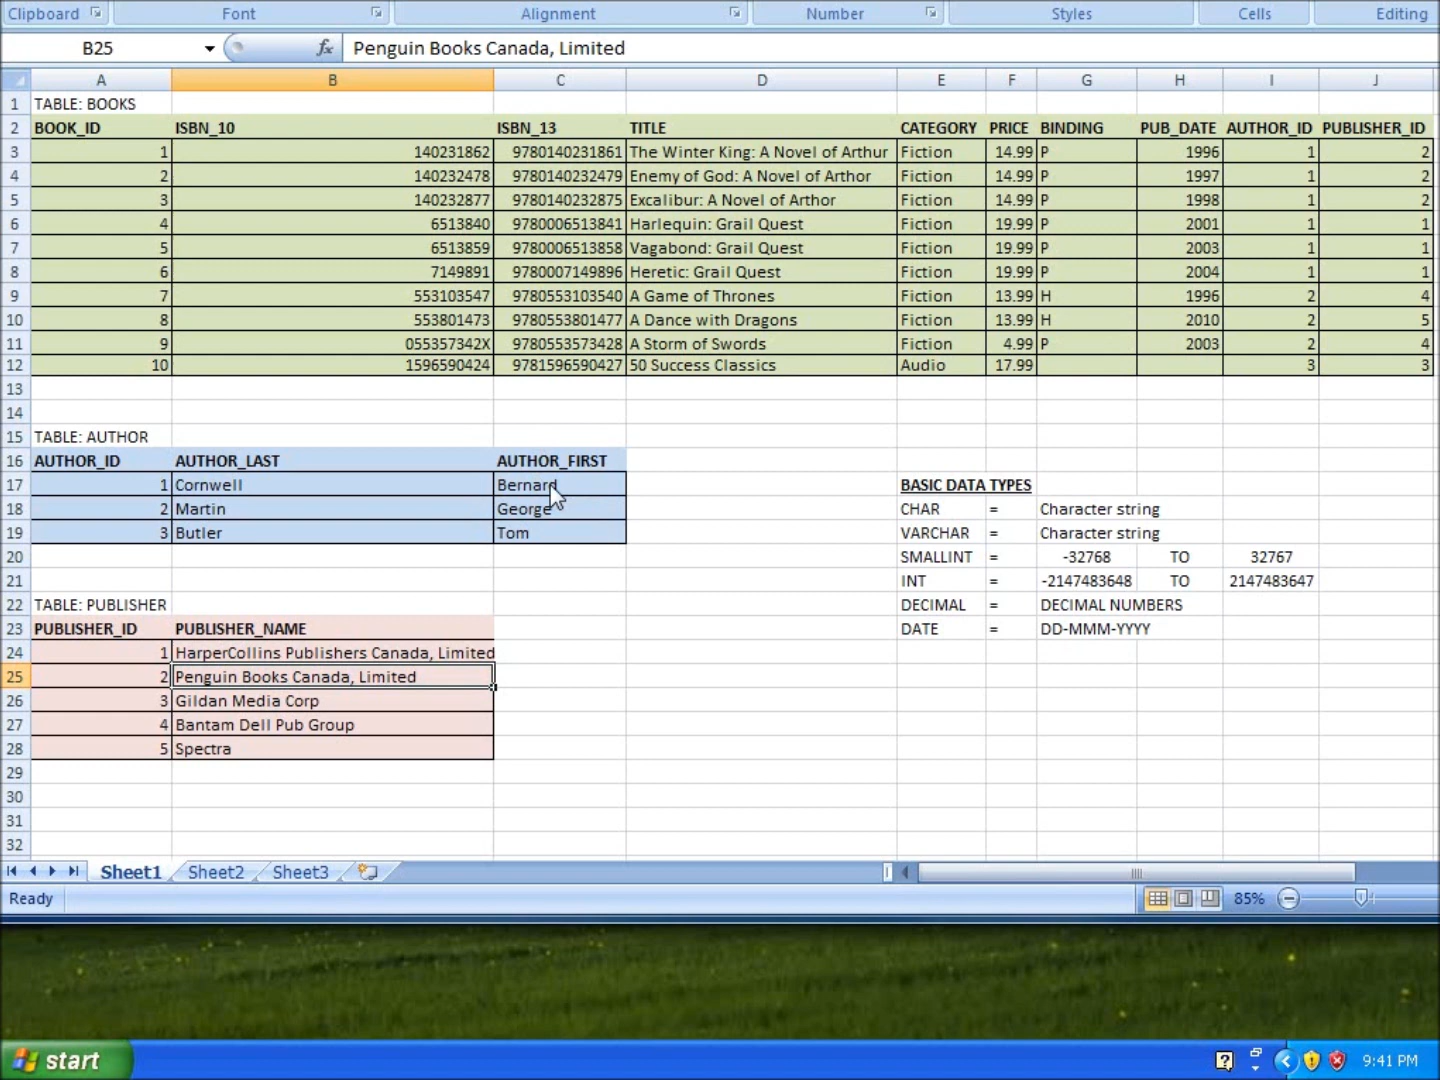 Clipboard Font Alignment Number Styles Cells Editing
B25 fx Penguin Books Canada, Limited
A B C D E F G H I J
1 TABLE: BOOKS
2 BOOK_ID ISBN_10 ISBN_13 TITLE CATEGORY PRICE BINDING PUB_DATE AUTHOR_ID PUBLISHER_ID
3 1 140231862 9780140231861 The Winter King: A Novel of Arthur Fiction 14.99 P 1996 1 2
4 2 140232478 9780140232479 Enemy of God: A Novel of Arthor Fiction 14.99 P 1997 1 2
5 3 140232877 9780140232875 Excalibur: A Novel of Arthor Fiction 14.99 P 1998 1 2
6 4 6513840 9780006513841 Harlequin: Grail Quest Fiction 19.99 P 2001 1 1
7 5 6513859 9780006513858 Vagabond: Grail Quest Fiction 19.99 P 2003 1 1
8 6 7149891 9780007149896 Heretic: Grail Quest Fiction 19.99 P 2004 1 1
9 7 553103547 9780553103540 A Game of Thrones Fiction 13.99 H 1996 2 4
10 8 553801473 9780553801477 A Dance with Dragons Fiction 13.99 H 2010 2 5
11 9 055357342X 9780553573428 A Storm of Swords Fiction 4.99 P 2003 2 4
12 10 1596590424 9781596590427 50 Success Classics Audio 17.99 3 3
13
14
15 TABLE: AUTHOR
16 AUTHOR_ID AUTHOR_LAST AUTHOR_FIRST
17 1 Cornwell Bernard BASIC DATA TYPES
18 2 Martin George CHAR = Character string
19 3 Butler Tom VARCHAR = Character string
20 SMALLINT = -32768 TO 32767
21 INT = -2147483648 TO 2147483647
22 TABLE: PUBLISHER DECIMAL = DECIMAL NUMBERS
23 PUBLISHER_ID PUBLISHER_NAME DATE = DD-MMM-YYYY
24 1 HarperCollins Publishers Canada, Limited
25 2 Penguin Books Canada, Limited
26 3 Gildan Media Corp
27 4 Bantam Dell Pub Group
28 5 Spectra
29
30
31
32
Sheet1 Sheet2 Sheet3
Ready 85%
start 9:41 PM